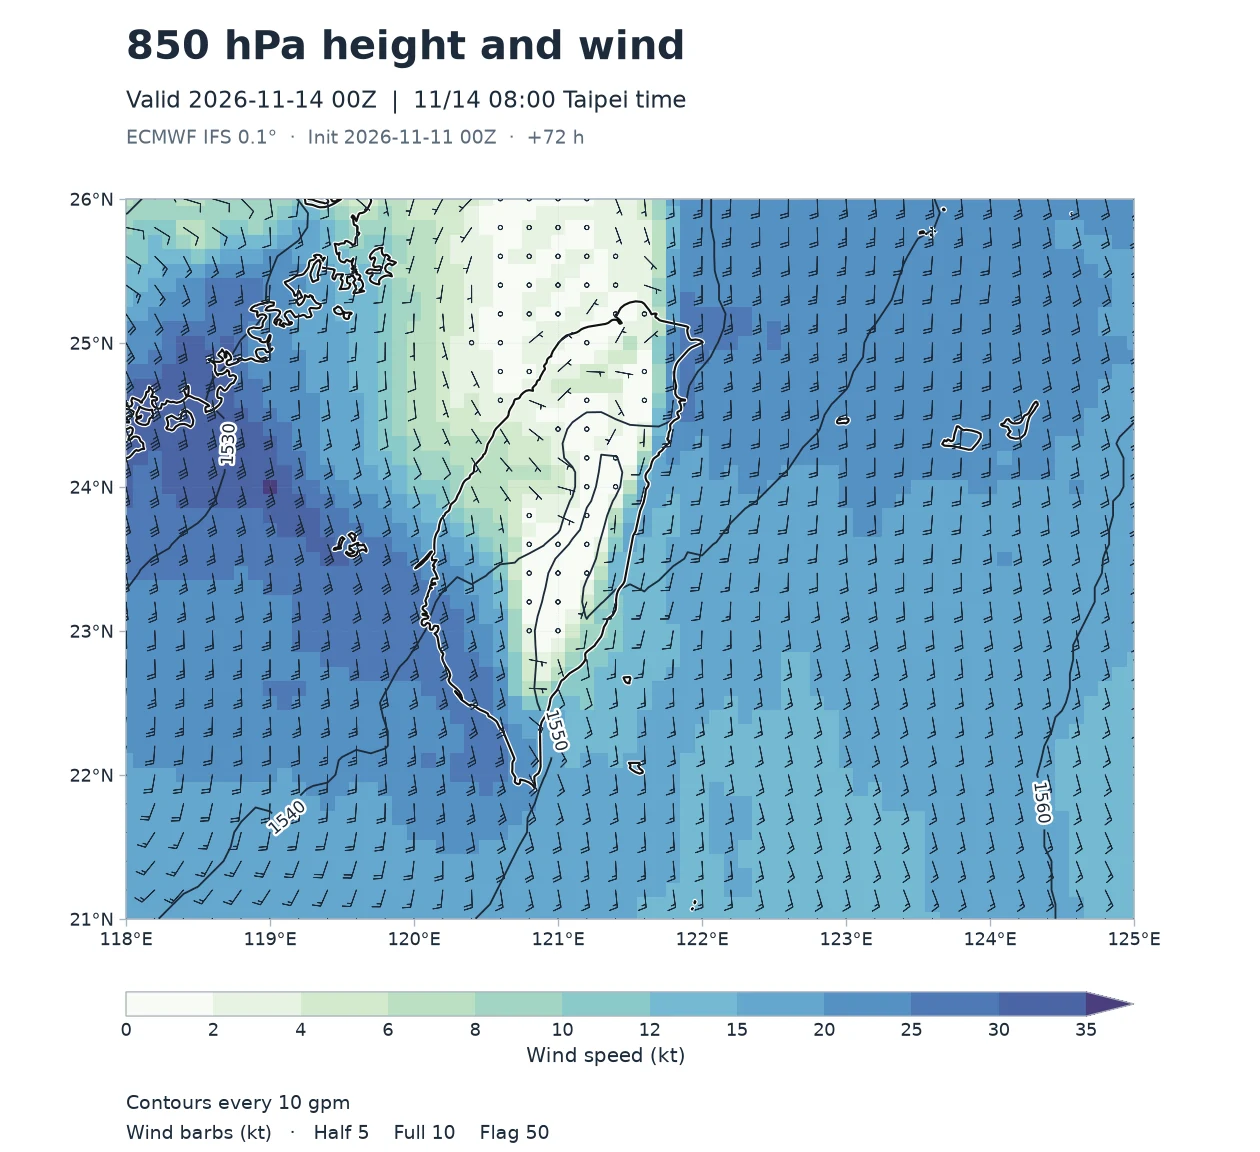 850 hPa height and wind
Valid 2026-11-14 00Z | 11/14 08:00 Taipei time
ECMWF IFS 0.1° · Init 2026-11-11 00Z · +72 h
26°N
25°N
24°N
23°N
22°N
21°N
1530
1540
1550
1560
118°E 119°E 120°E 121°E 122°E 123°E 124°E 125°E
0 2 4 6 8 10 12 15 20 25 30 35
Wind speed (kt)
Contours every 10 gpm
Wind barbs (kt) · Half 5 Full 10 Flag 50